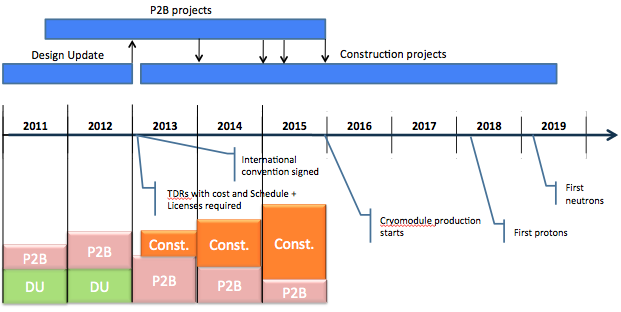 P2B projects
Design Update
Construction projects
2011 2012 2013 2014 2015 2016 2017 2018 2019
International
convention signed
TDRs with cost and Schedule +
Licenses required
First
neutrons
Cryomodule production
starts
First protons
P2B P2B Const. Const. Const.
DU DU P2B P2B P2B